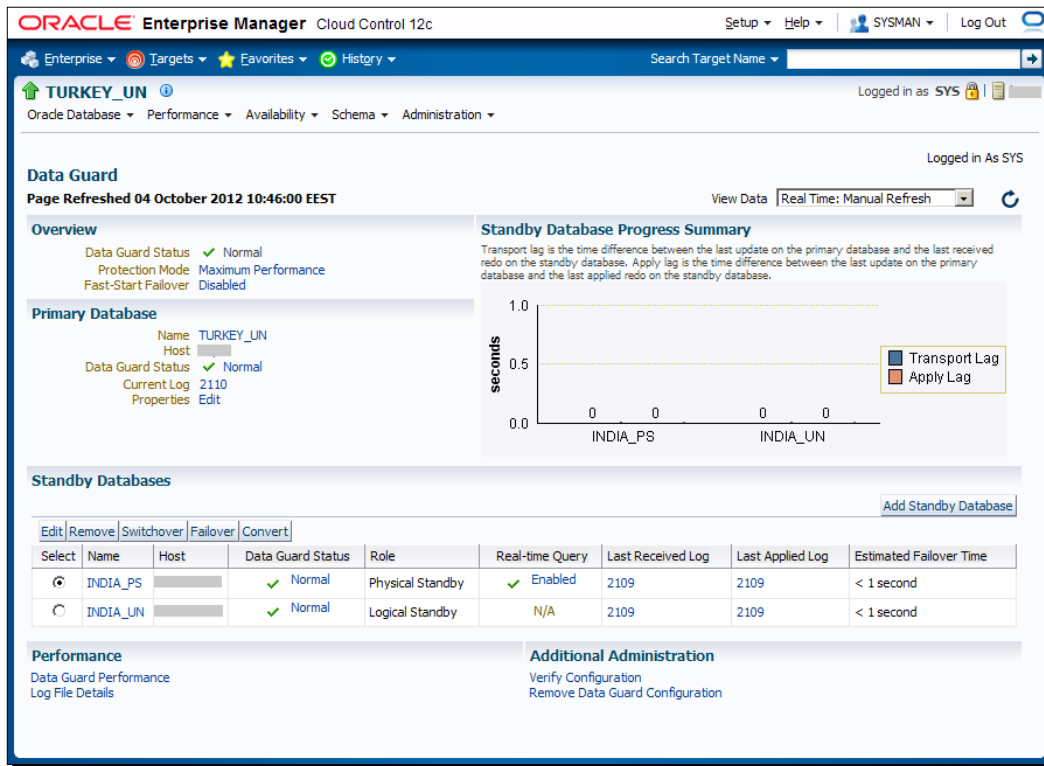 ORACLE Enterprise Manager Cloud Control 12c
Setup Help SYSMAN Log Out
Enterprise Targets Favorites History Search Target Name
TURKEY_UN
Logged in as SYS
Oracle Database Performance Availability Schema Administration
Logged in As SYS
Data Guard
Page Refreshed 04 October 2012 10:46:00 EEST
View Data Real Time: Manual Refresh
Overview
Data Guard Status Normal
Protection Mode Maximum Performance
Fast-Start Failover Disabled
Primary Database
Name TURKEY_UN
Host
Data Guard Status Normal
Current Log 2110
Properties Edit
Standby Database Progress Summary
Transport lag is the time difference between the last update on the primary database and the last received
redo on the standby database. Apply lag is the time difference between the last update on the primary
database and the last applied redo on the standby database.
1.0
seconds
0.5
0.0
0 0 0 0
INDIA_PS INDIA_UN
Transport Lag
Apply Lag
Standby Databases
Add Standby Database
Edit Remove Switchover Failover Convert
Select Name Host Data Guard Status Role Real-time Query Last Received Log Last Applied Log Estimated Failover Time
INDIA_PS Normal Physical Standby Enabled 2109 2109 < 1 second
INDIA_UN Normal Logical Standby N/A 2109 2109 < 1 second
Performance
Data Guard Performance
Log File Details
Additional Administration
Verify Configuration
Remove Data Guard Configuration